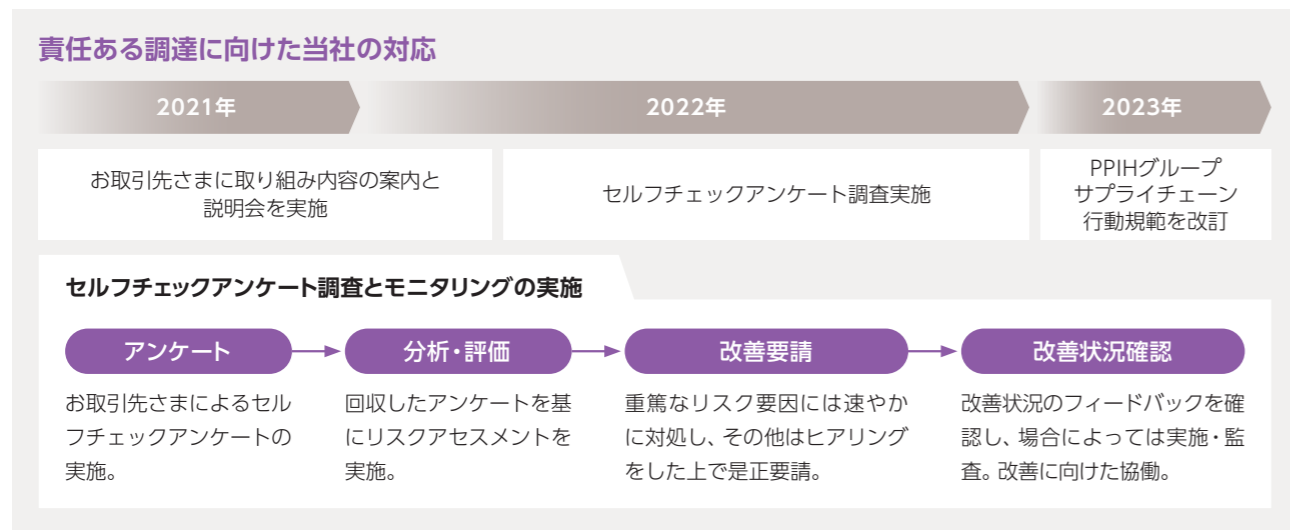 責任ある調達に向けた当社の対応
2021年
2022年
2023年
お取引先さまに取り組み内容の案内と
説明会を実施
セルフチェックアンケート調査実施
PPIHグループ
サプライチェーン
行動規範を改訂
セルフチェックアンケート調査とモニタリングの実施
アンケート
分析・評価
改善要請
改善状況確認
お取引先さまによるセル
フチェックアンケートの
実施。
回収したアンケートを基
にリスクアセスメントを
実施。
重篤なリスク要因には速やか
に対処し、その他はヒアリング
をした上で是正要請。
改善状況のフィードバックを確
認し、場合によっては実施・監
査。改善に向けた協働。